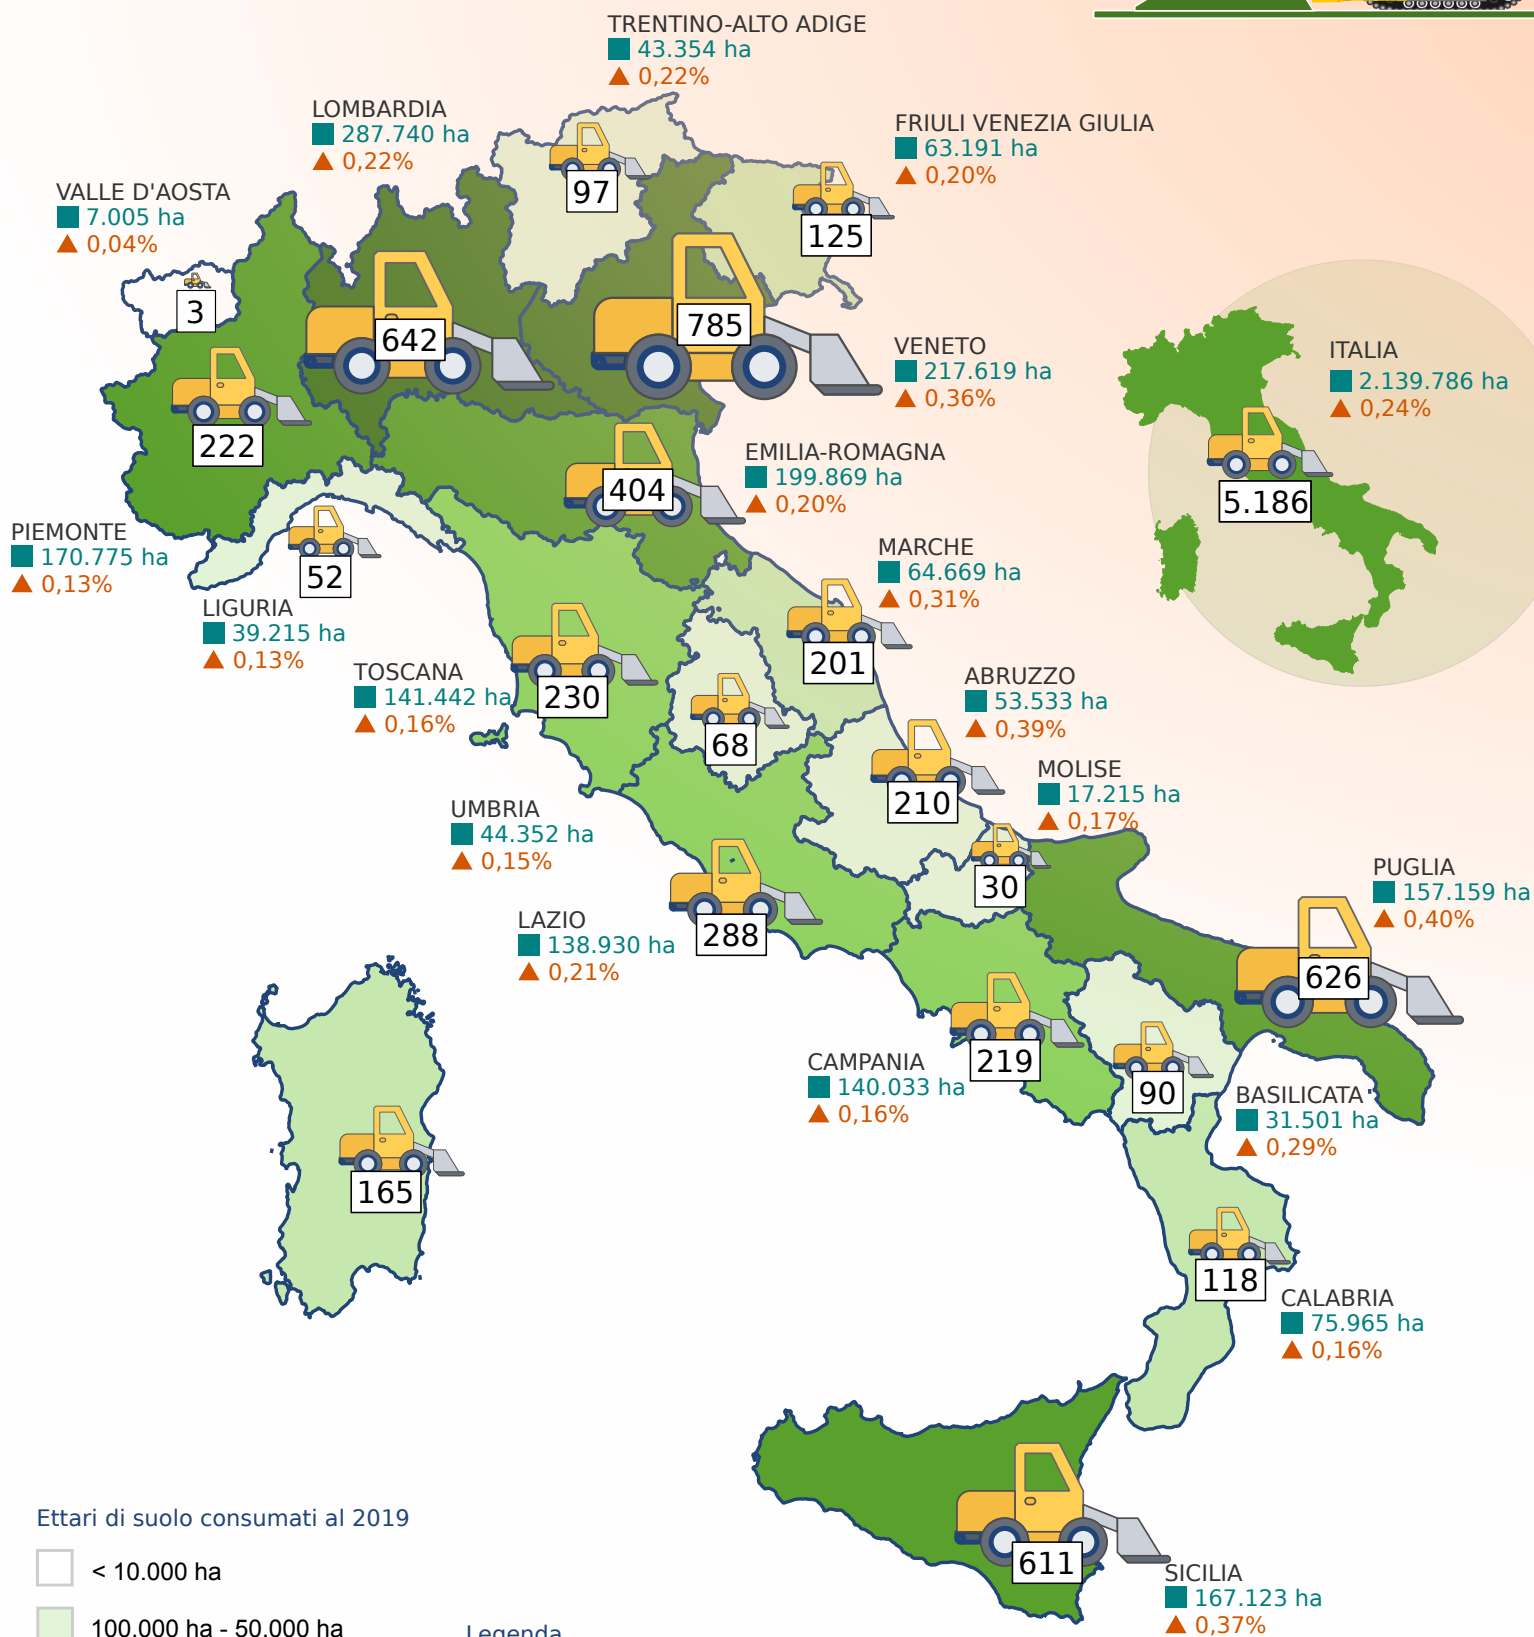 TRENTINO-ALTO ADIGE
43.354 ha
0,22%
LOMBARDIA
287.740 ha
0,22%
FRIULI VENEZIA GIULIA
63.191 ha
0,20%
VALLE D'AOSTA
7.005 ha
0,04%
97
125
3
642
785
VENETO
217.619 ha
0,36%
ITALIA
2.139.786 ha
0,24%
5.186
222
404
EMILIA-ROMAGNA
199.869 ha
0,20%
PIEMONTE
170.775 ha
0,13%
52
LIGURIA
39.215 ha
0,13%
MARCHE
64.669 ha
0,31%
201
TOSCANA
141.442 ha
0,16%
230
68
ABRUZZO
53.533 ha
0,39%
210
MOLISE
17.215 ha
0,17%
30
UMBRIA
44.352 ha
0,15%
LAZIO
138.930 ha
0,21%
288
PUGLIA
157.159 ha
0,40%
626
CAMPANIA
140.033 ha
0,16%
219
90
BASILICATA
31.501 ha
0,29%
165
118
CALABRIA
75.965 ha
0,16%
611
SICILIA
167.123 ha
0,37%
Ettari di suolo consumati al 2019
< 10.000 ha
100.000 ha - 50.000 ha
Legenda